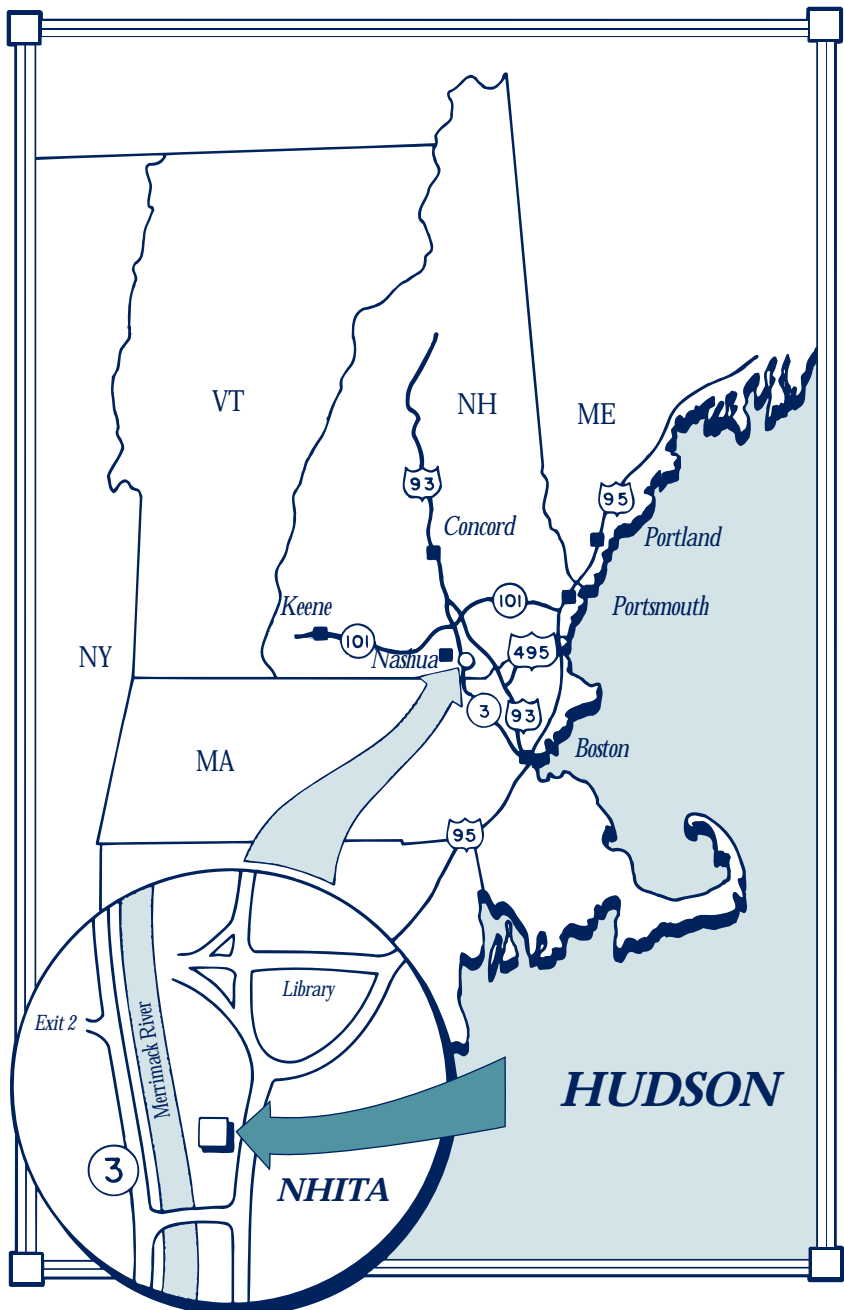 VT
NH
ME
93
95
Concord
Portland
Keene
101
Portsmouth
101
NY
Nashua
495
3
93
MA
Boston
95
Library
Exit 2
Merrimack River
HUDSON
3
NHITA